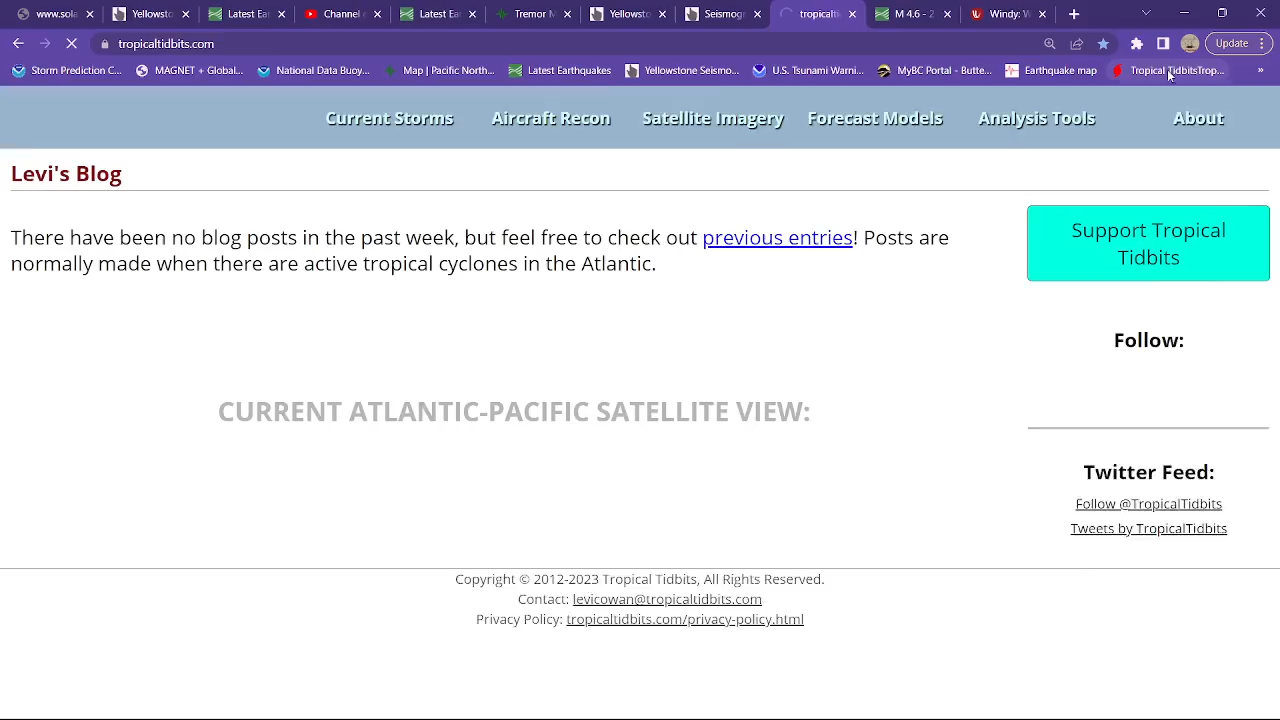 www.sola
Yellowsto
Latest Ear
Channel c
Latest Ear
Tremor M
Yellowsto
Seismogr
tropicalti
M 4.6 - 2
Windy: W
tropicaltidbits.com
Update
Storm Prediction C...
MAGNET + Global...
National Data Buoy...
Map | Pacific North...
Latest Earthquakes
Yellowstone Seismo...
U.S. Tsunami Warni...
MyBC Portal - Butte...
Earthquake map
Tropical TidbitsTrop...
»
Current Storms
Aircraft Recon
Satellite Imagery
Forecast Models
Analysis Tools
About
Levi's Blog
There have been no blog posts in the past week, but feel free to check out previous entries! Posts are
normally made when there are active tropical cyclones in the Atlantic.
Support Tropical
Tidbits
Follow:
CURRENT ATLANTIC-PACIFIC SATELLITE VIEW:
Twitter Feed:
Follow @TropicalTidbits
Tweets by TropicalTidbits
Copyright © 2012-2023 Tropical Tidbits, All Rights Reserved.
Contact: levicowan@tropicaltidbits.com
Privacy Policy: tropicaltidbits.com/privacy-policy.html